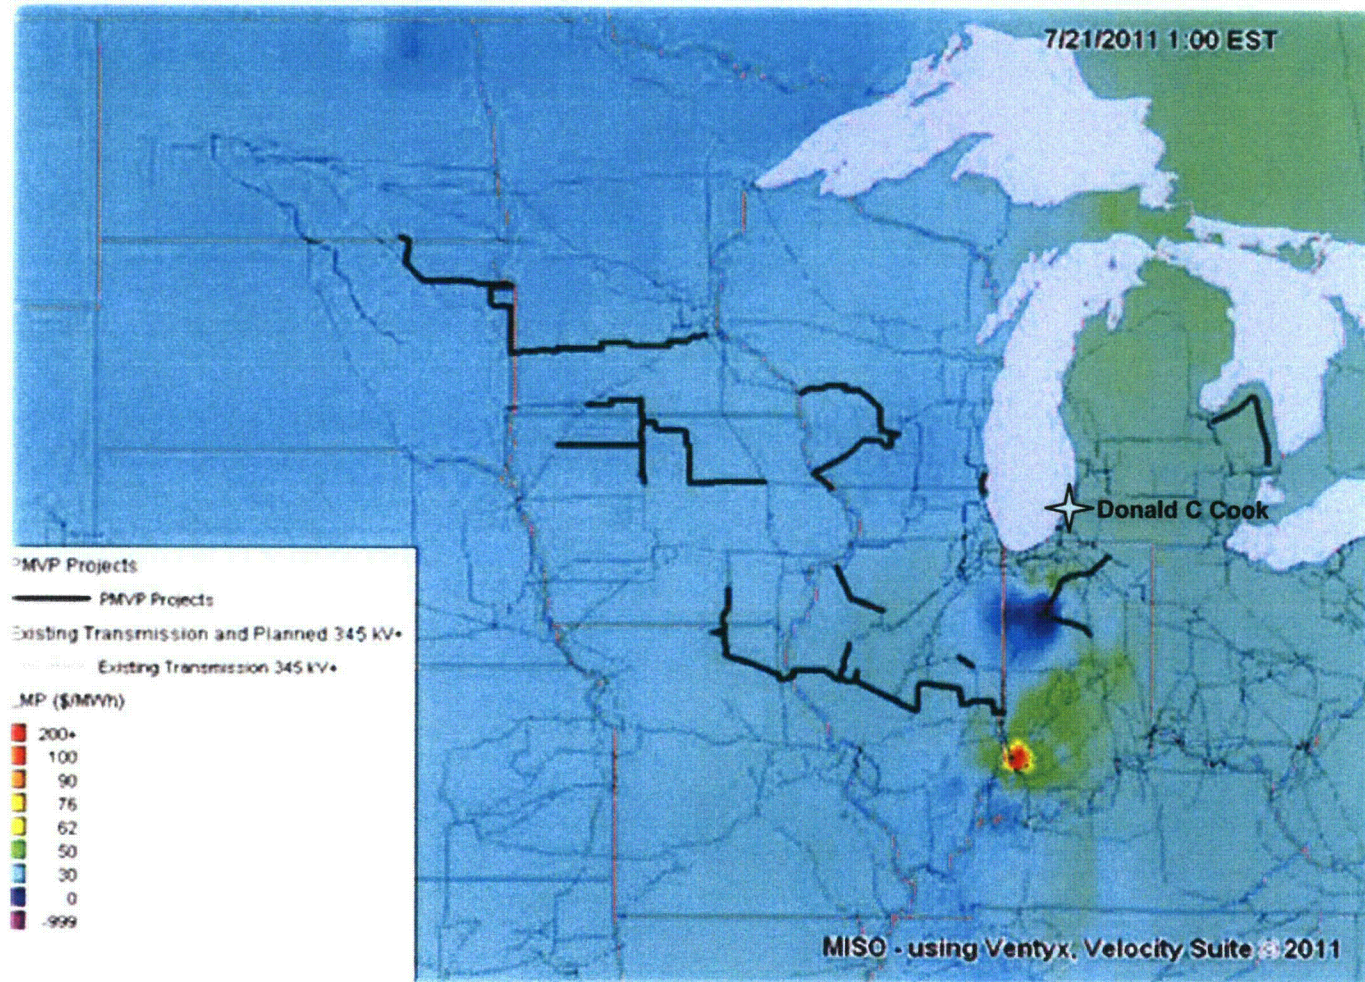 7/21/2011 1:00 EST
Donald C Cook
PMVP Projects
PMVP Projects
Existing Transmission and Planned 345 kV+
Existing Transmission 345 kV+
LMP ($/MWh)
200+
100
90
76
62
50
30
0
-999
MISO - using Ventyx, Velocity Suite © 2011